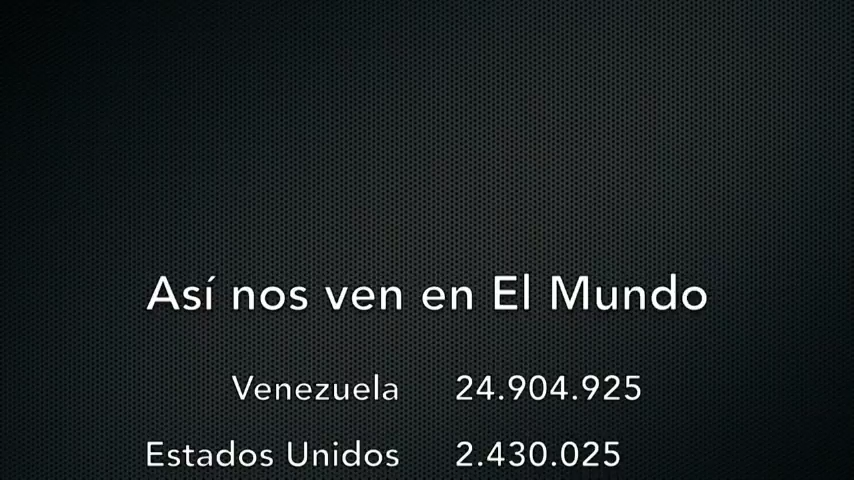 Así nos ven en El Mundo
Venezuela 24.904.925
Estados Unidos 2.430.025